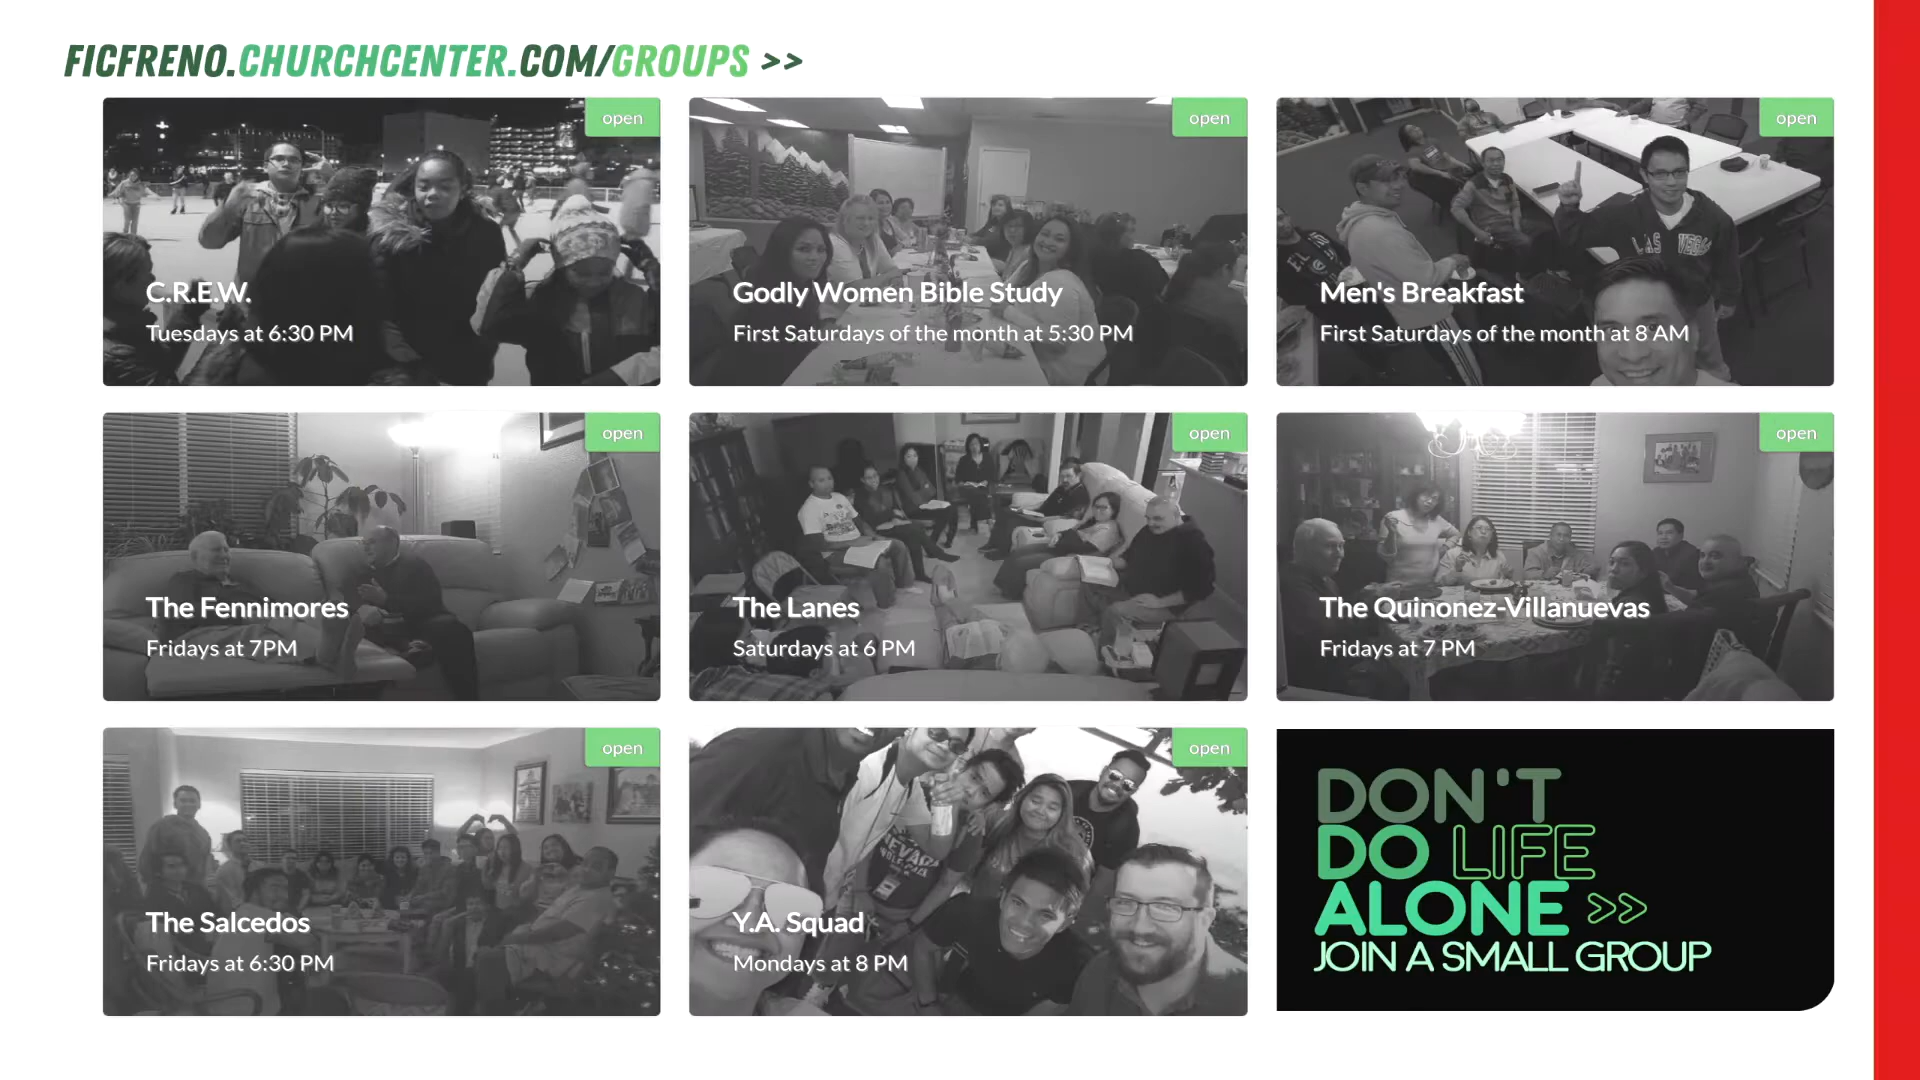 FICFRENO.CHURCHCENTER.COM/GROUPS >>
open
C.R.E.W.
Tuesdays at 6:30 PM
open
Godly Women Bible Study
First Saturdays of the month at 5:30 PM
open
LAS VEGAS
Men's Breakfast
First Saturdays of the month at 8 AM
open
The Fennimores
Fridays at 7PM
open
The Lanes
Saturdays at 6 PM
open
The Quinonez-Villanuevas
Fridays at 7 PM
open
The Salcedos
Fridays at 6:30 PM
open
NEVADA
Y.A. Squad
Mondays at 8 PM
DON'T
DO LIFE
ALONE >>
JOIN A SMALL GROUP